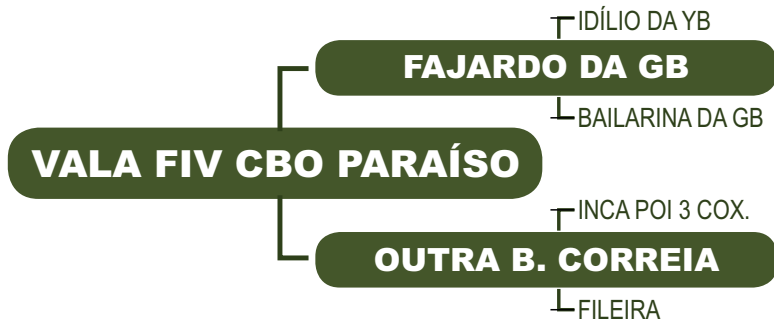 IDÍLIO DA YB
FAJARDO DA GB
BAILARINA DA GB
VALA FIV CBO PARAÍSO
INCA POI 3 COX.
OUTRA B. CORREIA
FILEIRA